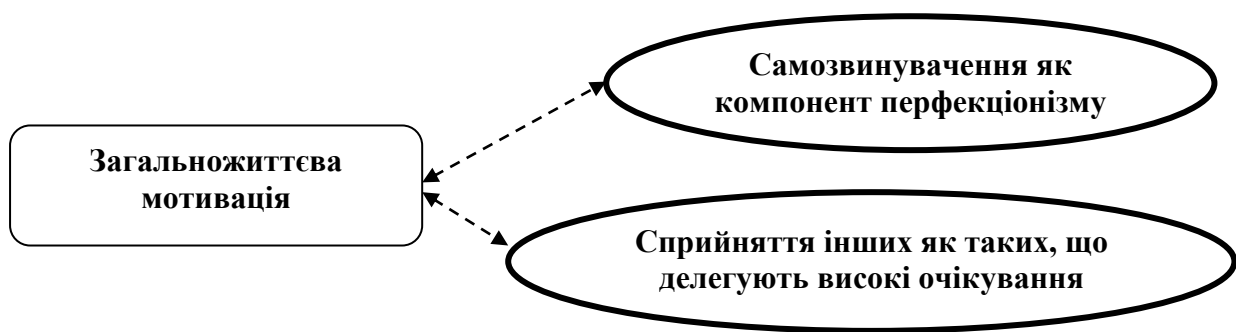 Самозвинувачення як
компонент перфекціонізму
Загальножиттєва
мотивація
Сприйняття інших як таких, що
делегують високі очікування